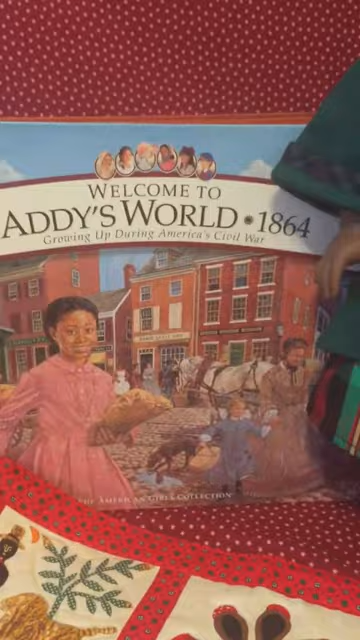 WELCOME TO
ADDY'S WORLD • 1864
Growing Up During America's Civil War
THE AMERICAN GIRLS COLLECTION